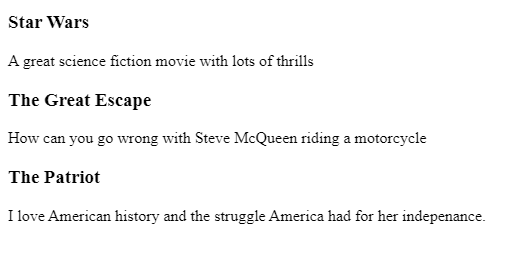 Star Wars
A great science fiction movie with lots of thrills
The Great Escape
How can you go wrong with Steve McQueen riding a motorcycle
The Patriot
I love American history and the struggle America had for her indepenance.